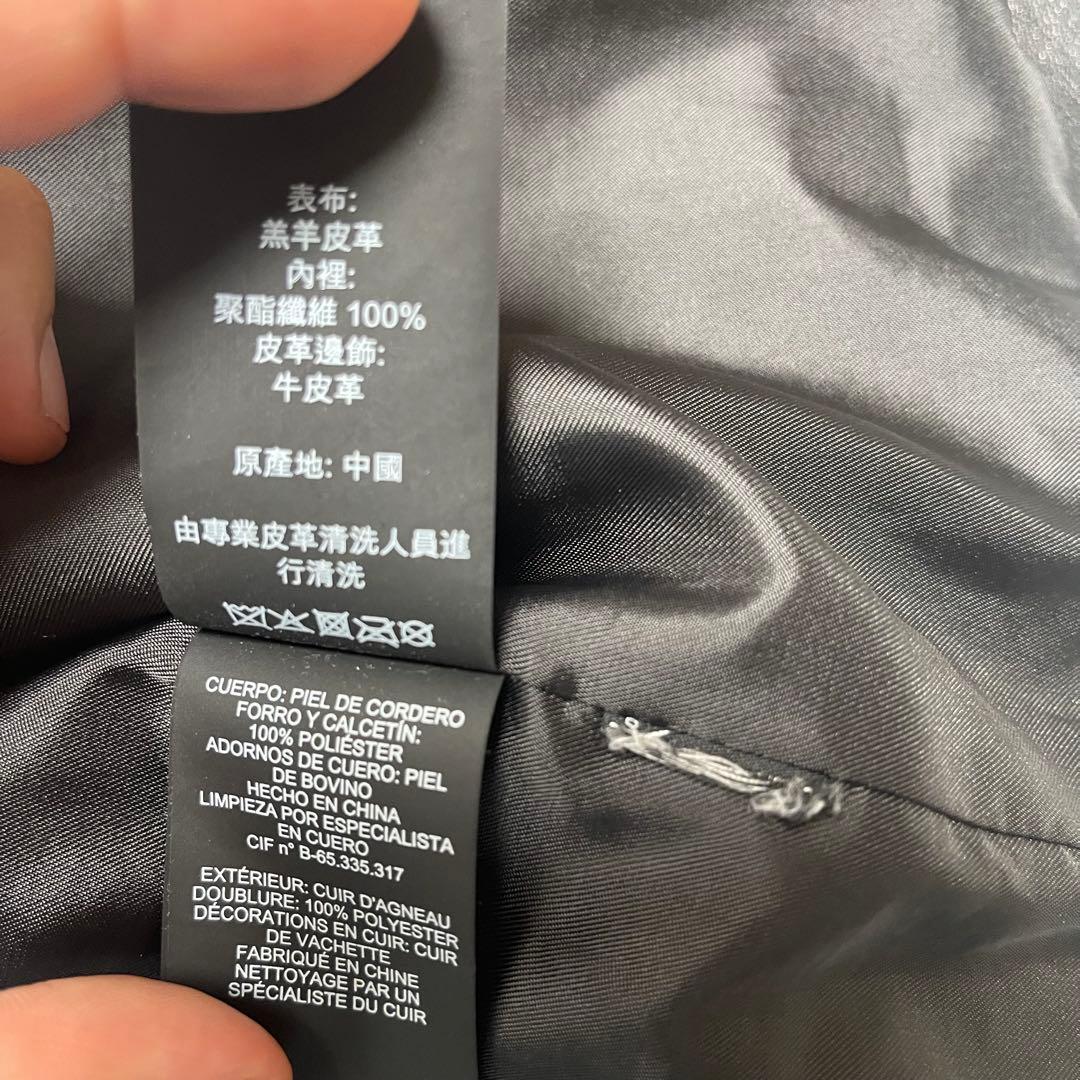 表布:
羔羊皮革
內裡:
聚酯纖維 100%
皮革邊飾:
牛皮革
原產地: 中國
由專業皮革清洗人員進
行清洗
CUERPO: PIEL DE CORDERO
FORRO Y CALCETÍN:
100% POLIÉSTER
ADORNOS DE CUERO: PIEL
DE BOVINO
HECHO EN CHINA
LIMPIEZA POR ESPECIALISTA
EN CUERO
CIF n° B-65.335.317
EXTÉRIEUR: CUIR D'AGNEAU
DOUBLURE: 100% POLYESTER
DÉCORATIONS EN CUIR: CUIR
DE VACHETTE
FABRIQUÉ EN CHINE
NETTOYAGE PAR UN
SPÉCIALISTE DU CUIR